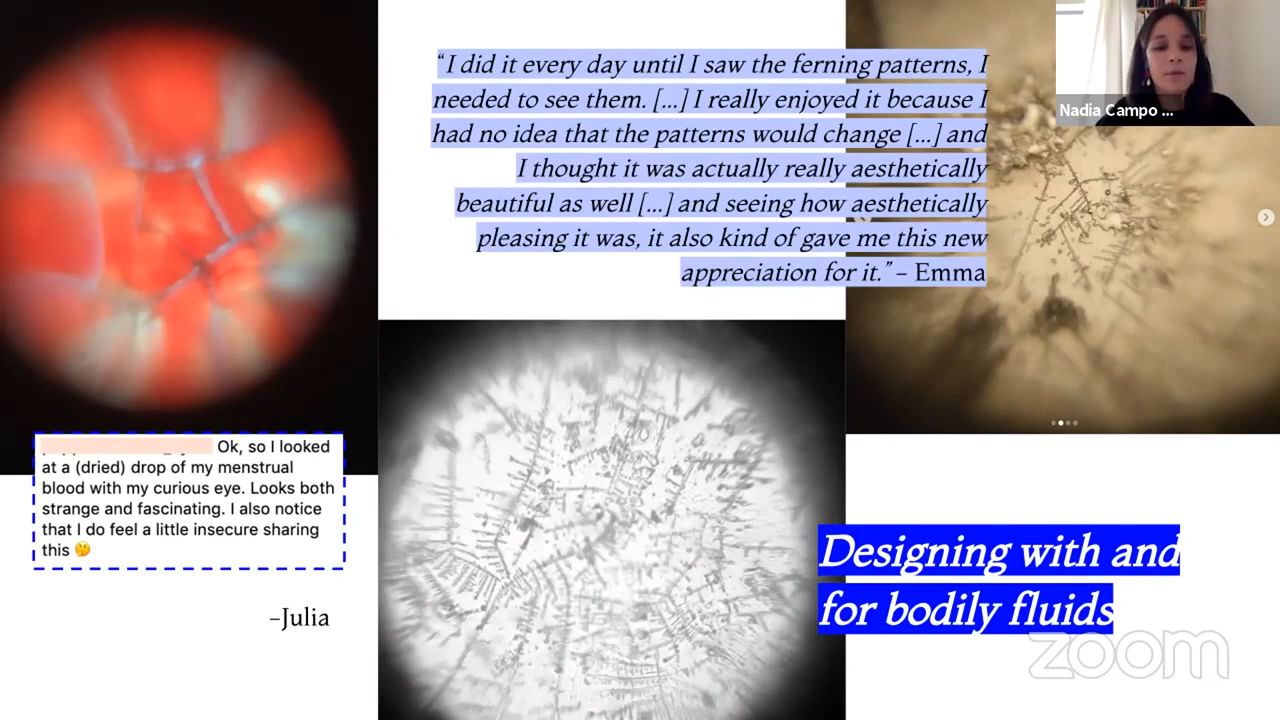 “I did it every day until I saw the ferning patterns, I
needed to see them. [...] I really enjoyed it because I
had no idea that the patterns would change [...] and
I thought it was actually really aesthetically
beautiful as well [...] and seeing how aesthetically
pleasing it was, it also kind of gave me this new
appreciation for it.” – Emma
Nadia Campo ...
Ok, so I looked
at a (dried) drop of my menstrual
blood with my curious eye. Looks both
strange and fascinating. I also notice
that I do feel a little insecure sharing
this 🤔
–Julia
Designing with and
for bodily fluids
zoom